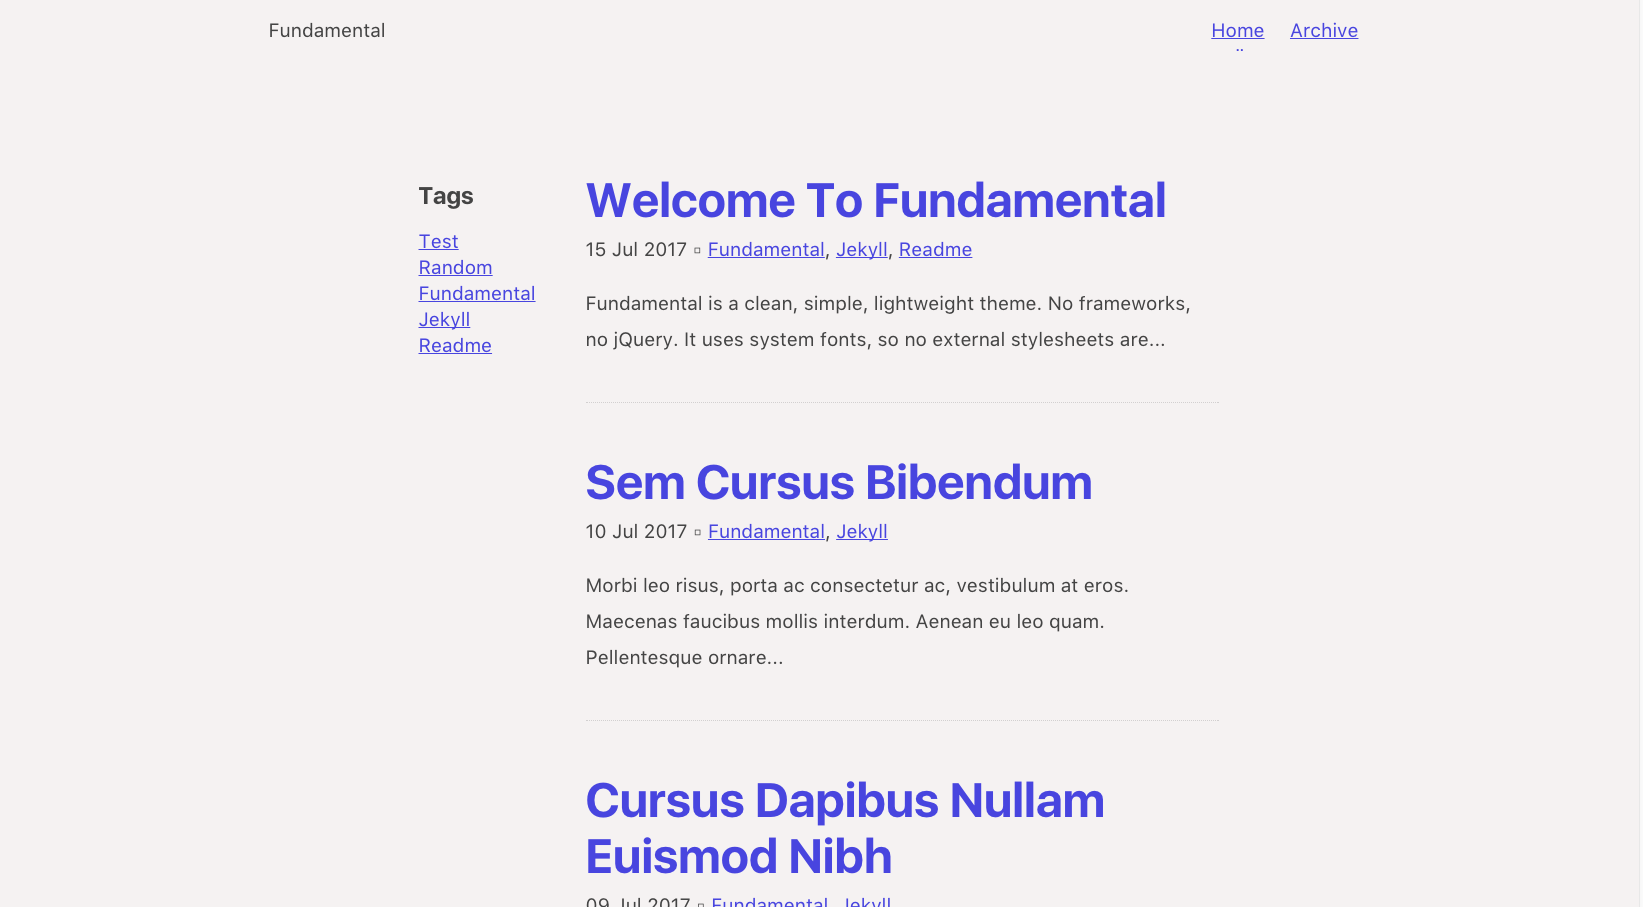 Fundamental
Home Archive
Tags
Test
Random
Fundamental
Jekyll
Readme
Welcome To Fundamental
15 Jul 2017 ▫ Fundamental, Jekyll, Readme
Fundamental is a clean, simple, lightweight theme. No frameworks,
no jQuery. It uses system fonts, so no external stylesheets are...
Sem Cursus Bibendum
10 Jul 2017 ▫ Fundamental, Jekyll
Morbi leo risus, porta ac consectetur ac, vestibulum at eros.
Maecenas faucibus mollis interdum. Aenean eu leo quam.
Pellentesque ornare...
Cursus Dapibus Nullam
Euismod Nibh
09 Jul 2017 ▫ Fundamental, Jekyll